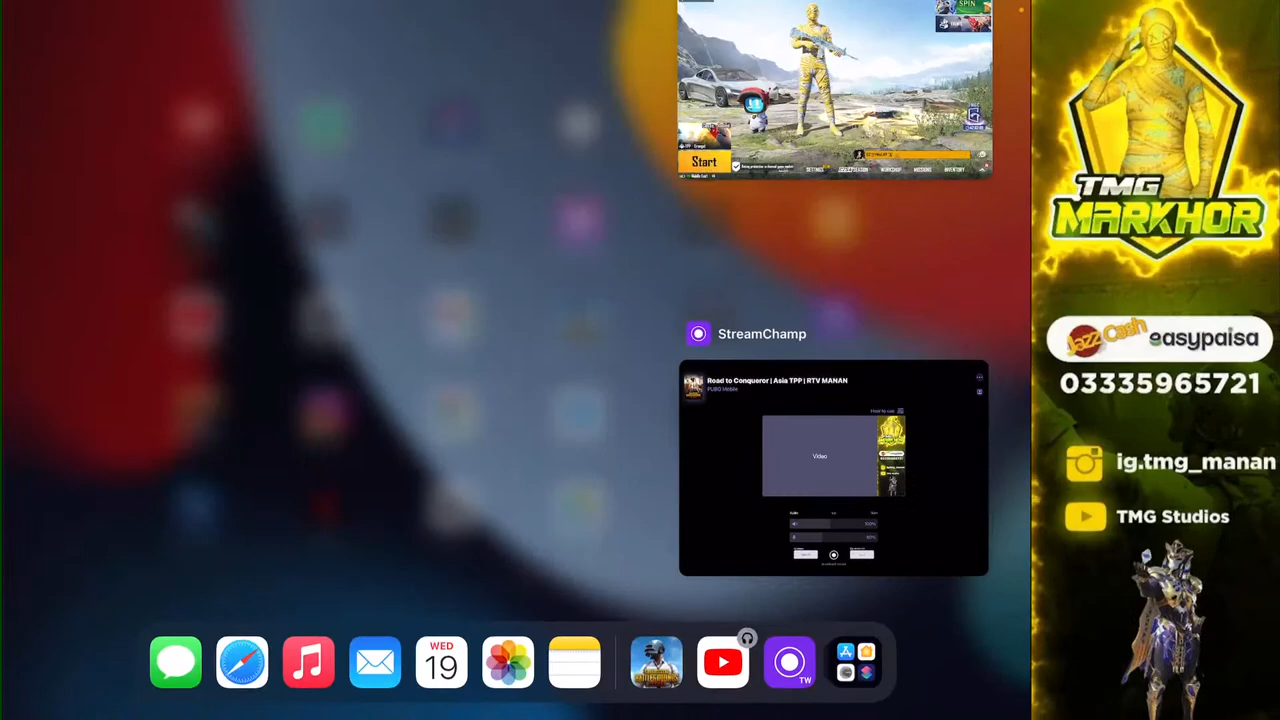 SPIN
Start
SETTINGS
SEASON
WORKSHOP
MISSIONS
INVENTORY
StreamChamp
Road to Conqueror | Asia TPP | RTV MANAN
PUBG Mobile
Video
WED
19
TW
TMG
MARKHOR
JazzCash
easypaisa
03335965721
ig.tmg_manan
TMG Studios